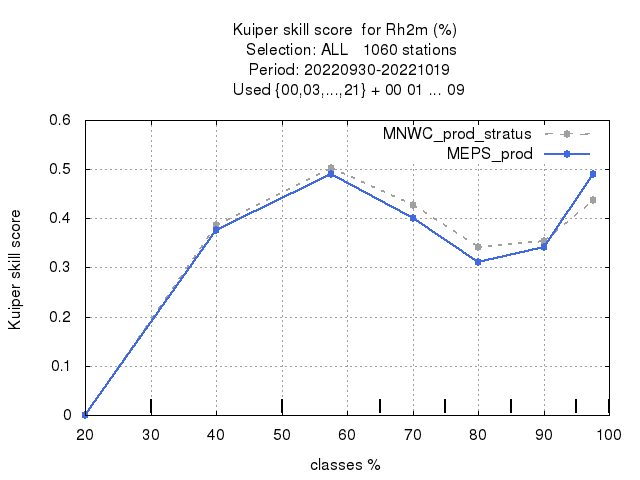 Kuiper skill score  for Rh2m (%)
Selection: ALL   1060 stations
Period: 20220930-20221019
Used {00,03,...,21} + 00 01 ... 09
MNWC_prod_stratus
MEPS_prod
0.6
0.5
0.4
0.3
0.2
0.1
0
Kuiper skill score
20 30 40 50 60 70 80 90 100
classes %